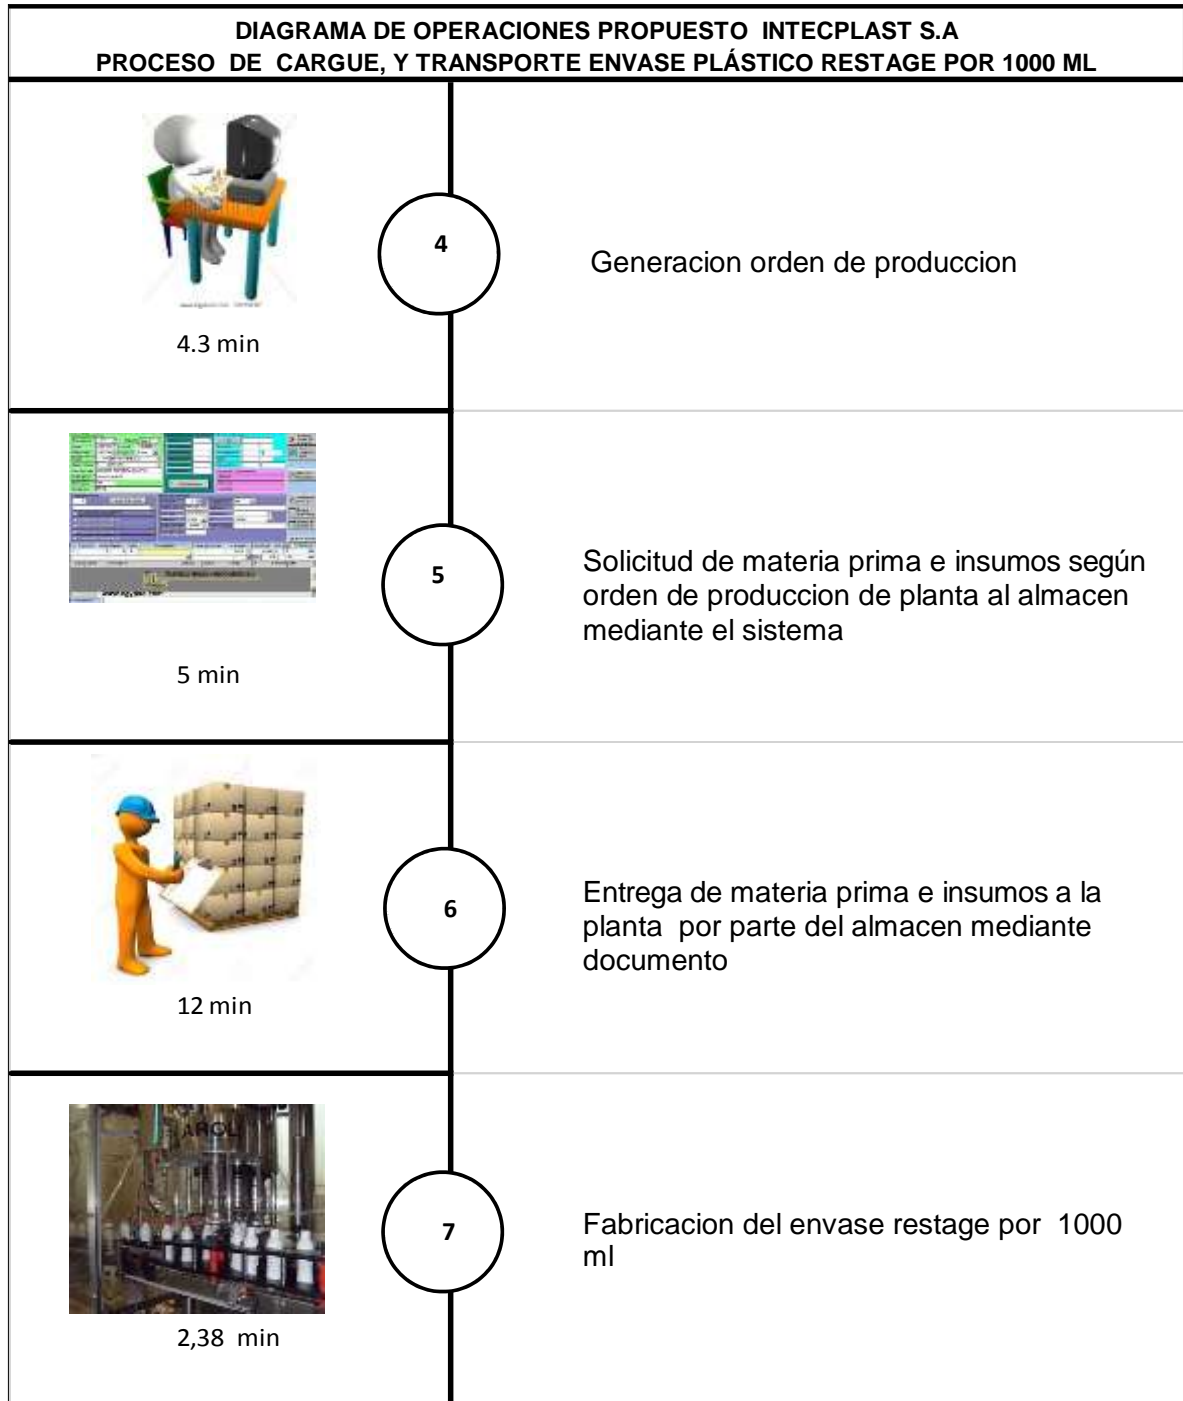 DIAGRAMA DE OPERACIONES PROPUESTO INTECPLAST S.A
PROCESO DE CARGUE, Y TRANSPORTE ENVASE PLÁSTICO RESTAGE POR 1000 ML
4
Generacion orden de produccion
4.3 min
5
Solicitud de materia prima e insumos según
orden de produccion de planta al almacen
mediante el sistema
5 min
6
Entrega de materia prima e insumos a la
planta por parte del almacen mediante
documento
12 min
AROL
7
Fabricacion del envase restage por 1000
ml
2,38 min